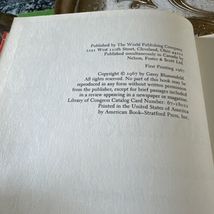 Published by The World Publishing Company
2231 West 110th Street, Cleveland, Ohio 44102
Published simultaneously in Canada by
Nelson, Foster & Scott Ltd.
First Printing 1967
Copyright © 1967 by Gassy Blumenthal
All rights reserved. No part of this book may be
reproduced in any form without written permission
from the publisher, except for brief passages included
in a review appearing in a newspaper or magazine.
Library of Congress Catalog Card Number: 67-
Printed in the United States of America
by American Book–Stratford Press, Inc.